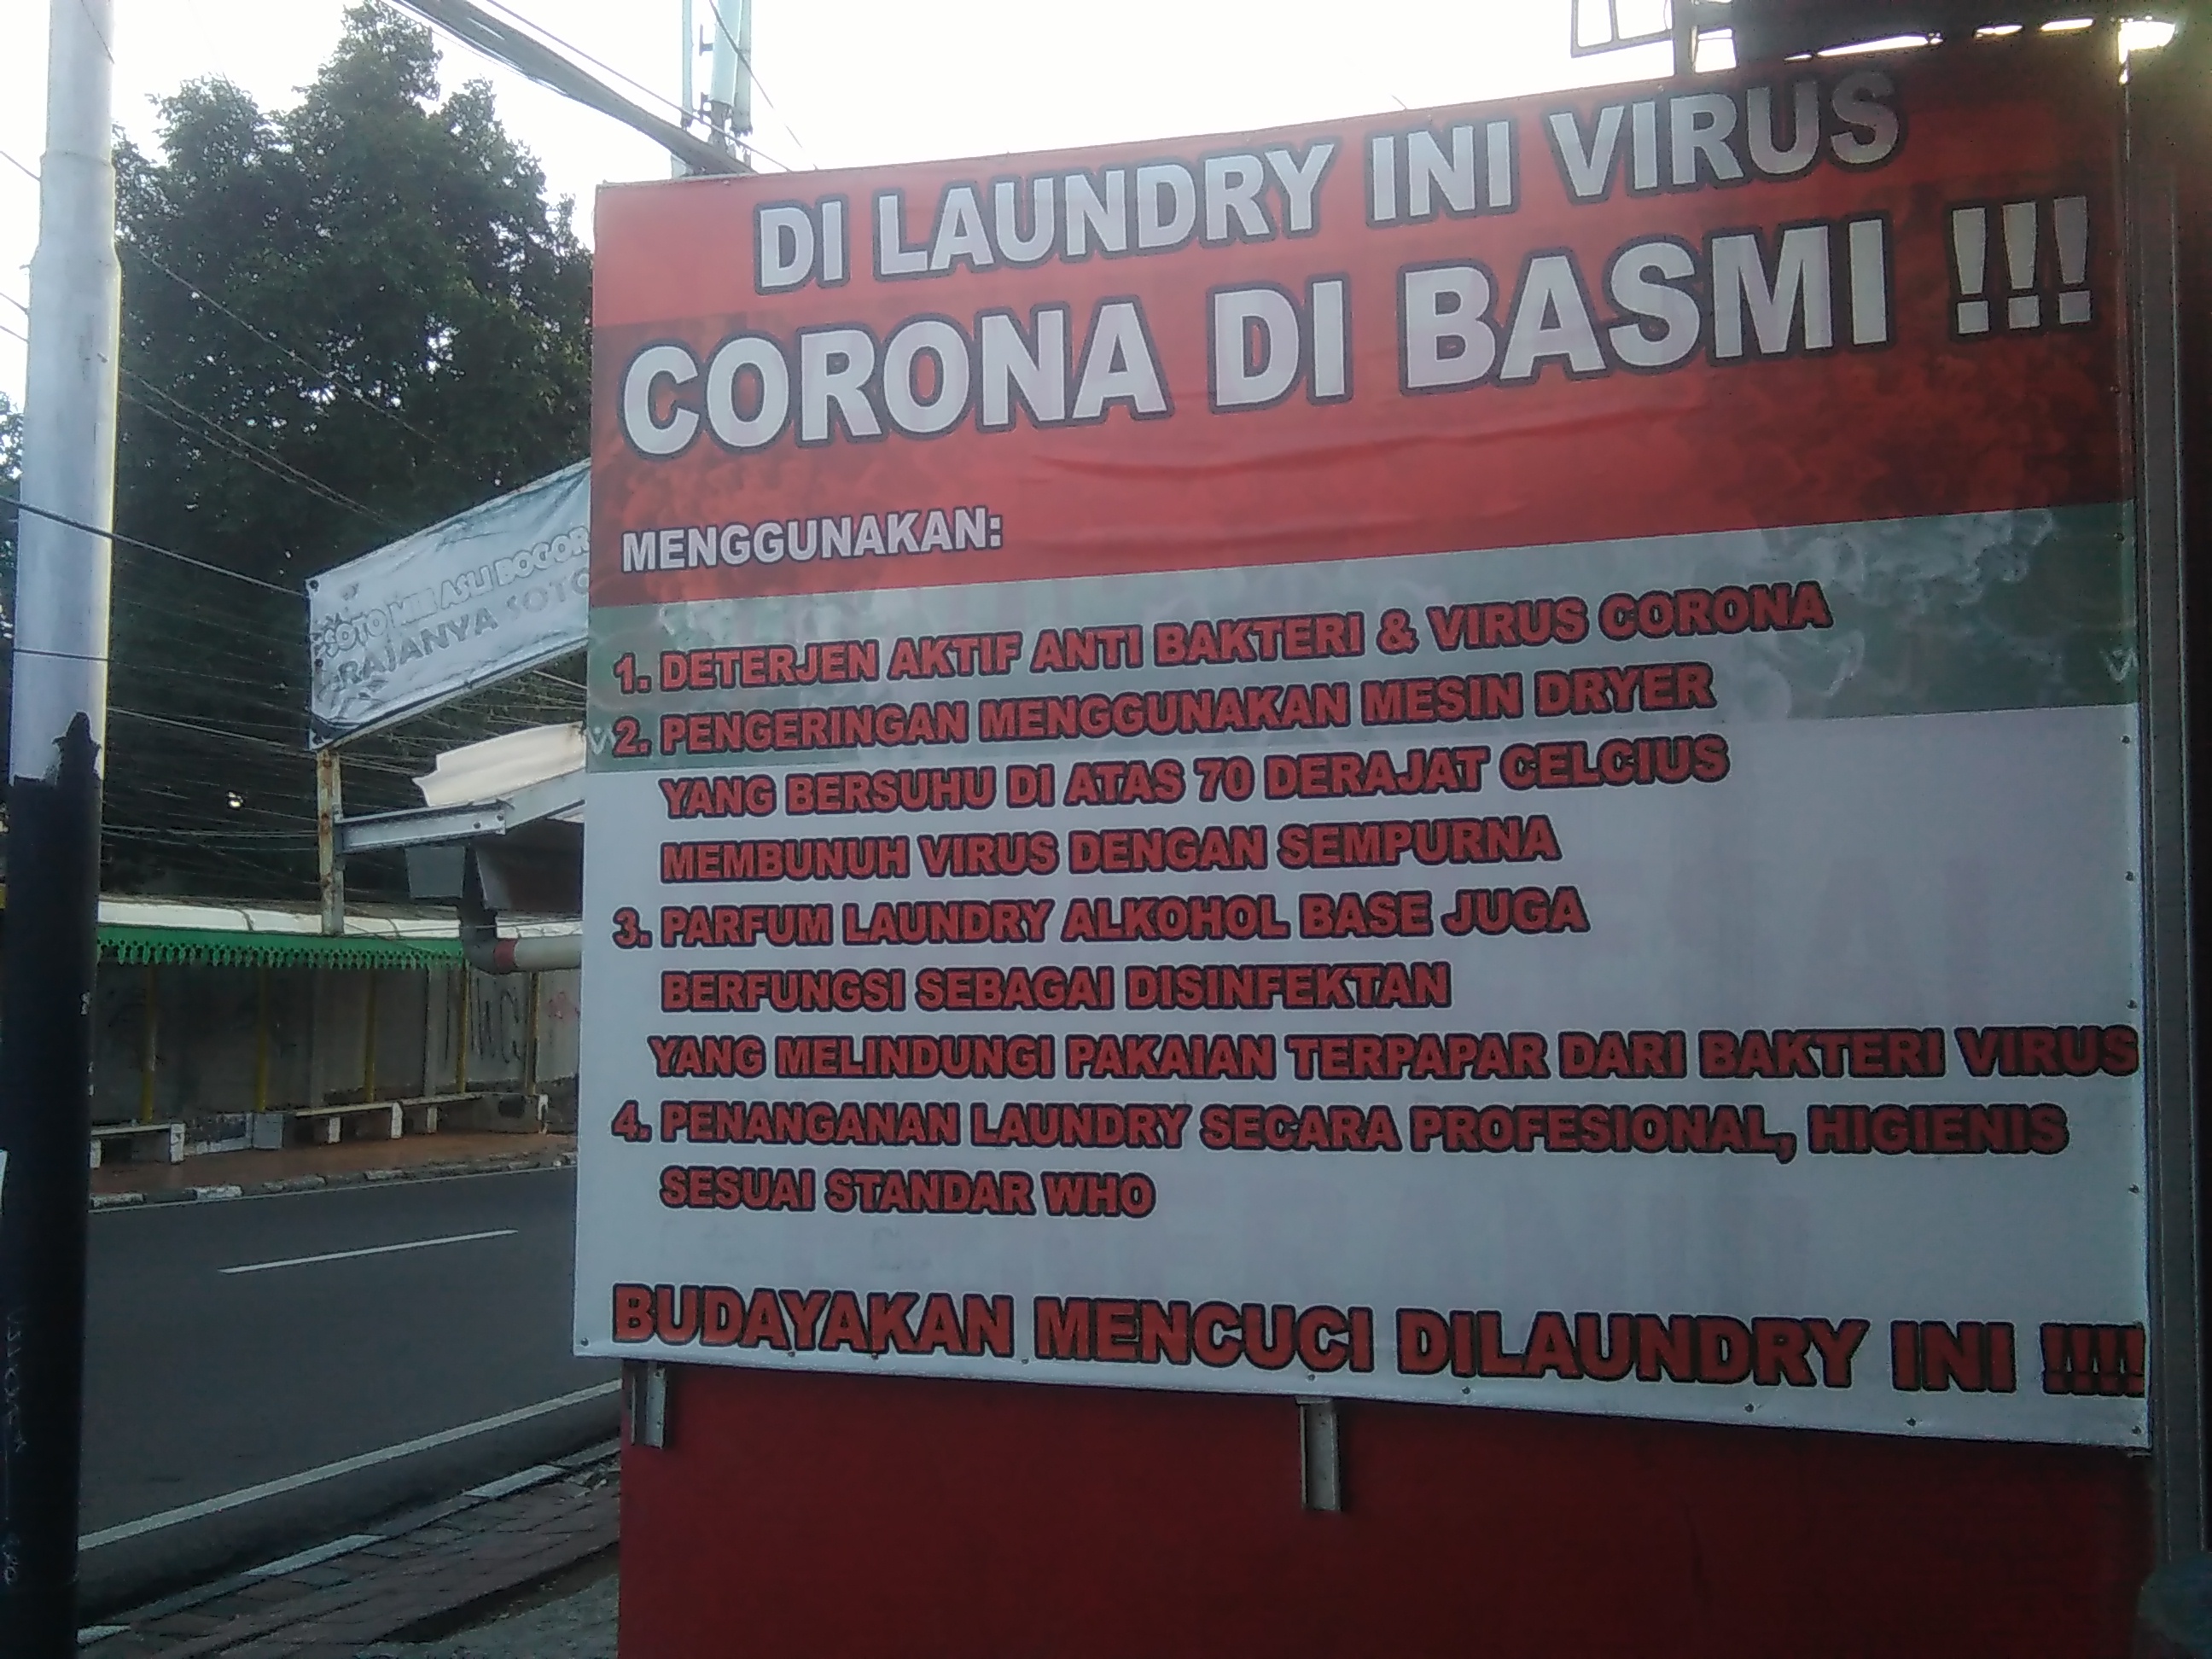 DI LAUNDRY INI VIRUS
CORONA DI BASMI !!!
MENGGUNAKAN:
1. DETERJEN AKTIF ANTI BAKTERI & VIRUS CORONA
2. PENGERINGAN MENGGUNAKAN MESIN DRYER
YANG BERSUHU DI ATAS 70 DERAJAT CELCIUS
MEMBUNUH VIRUS DENGAN SEMPURNA
3. PARFUM LAUNDRY ALKOHOL BASE JUGA
BERFUNGSI SEBAGAI DISINFEKTAN
YANG MELINDUNGI PAKAIAN TERPAPAR DARI BAKTERI VIRUS
4. PENANGANAN LAUNDRY SECARA PROFESIONAL, HIGIENIS
SESUAI STANDAR WHO
BUDAYAKAN MENCUCI DILAUNDRY INI !!!!
SOTO MIE ASLI BOGOR
RAJANYA SOTO